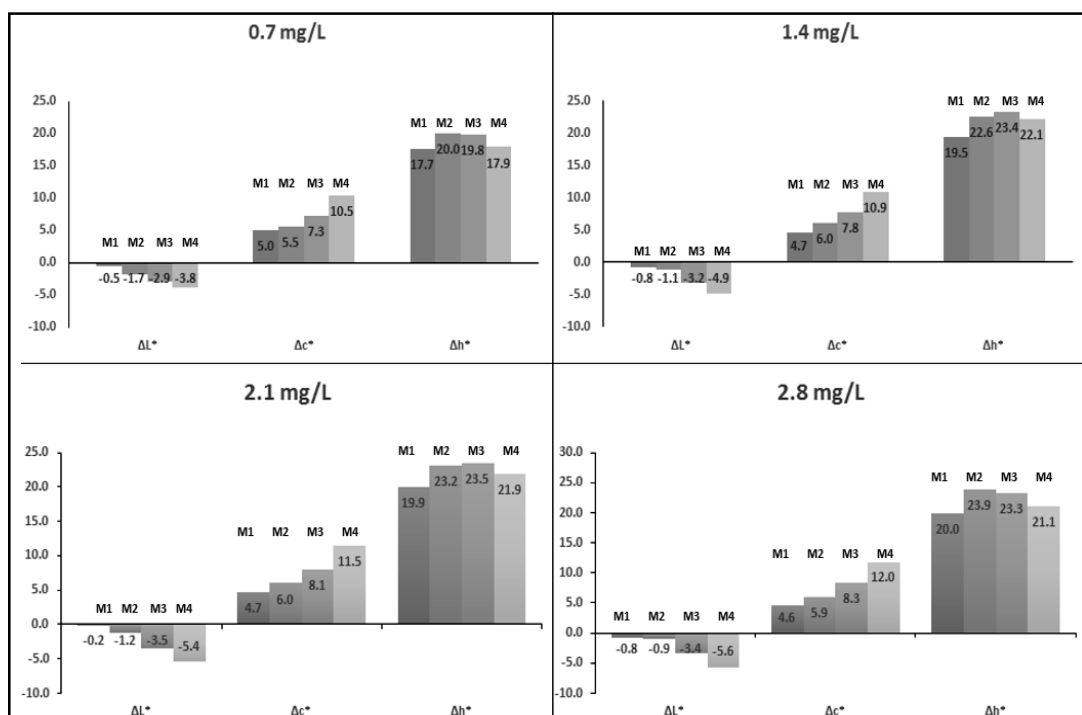 0.7 mg/L
25.0
20.0
15.0
10.0
5.0
0.0
-5.0
-10.0
M1 M2 M3 M4
-0.5 -1.7 -2.9 -3.8
M1 M2 M3 M4
5.0 5.5 7.3 10.5
M1 M2 M3 M4
17.7 20.0 19.8 17.9
ΔL* Δc* Δh*
1.4 mg/L
25.0
20.0
15.0
10.0
5.0
0.0
-5.0
-10.0
M1 M2 M3 M4
-0.8 -1.1 -3.2 -4.9
M1 M2 M3 M4
4.7 6.0 7.8 10.9
M1 M2 M3 M4
19.5 22.6 23.4 22.1
ΔL* Δc* Δh*
2.1 mg/L
25.0
20.0
15.0
10.0
5.0
0.0
-5.0
-10.0
M1 M2 M3 M4
-0.2 -1.2 -3.5 -5.4
M1 M2 M3 M4
4.7 6.0 8.1 11.5
M1 M2 M3 M4
19.9 23.2 23.5 21.9
ΔL* Δc* Δh*
2.8 mg/L
30.0
25.0
20.0
15.0
10.0
5.0
0.0
-5.0
-10.0
M1 M2 M3 M4
-0.8 -0.9 -3.4 -5.6
M1 M2 M3 M4
4.6 5.9 8.3 12.0
M1 M2 M3 M4
20.0 23.9 23.3 21.1
ΔL* Δc* Δh*